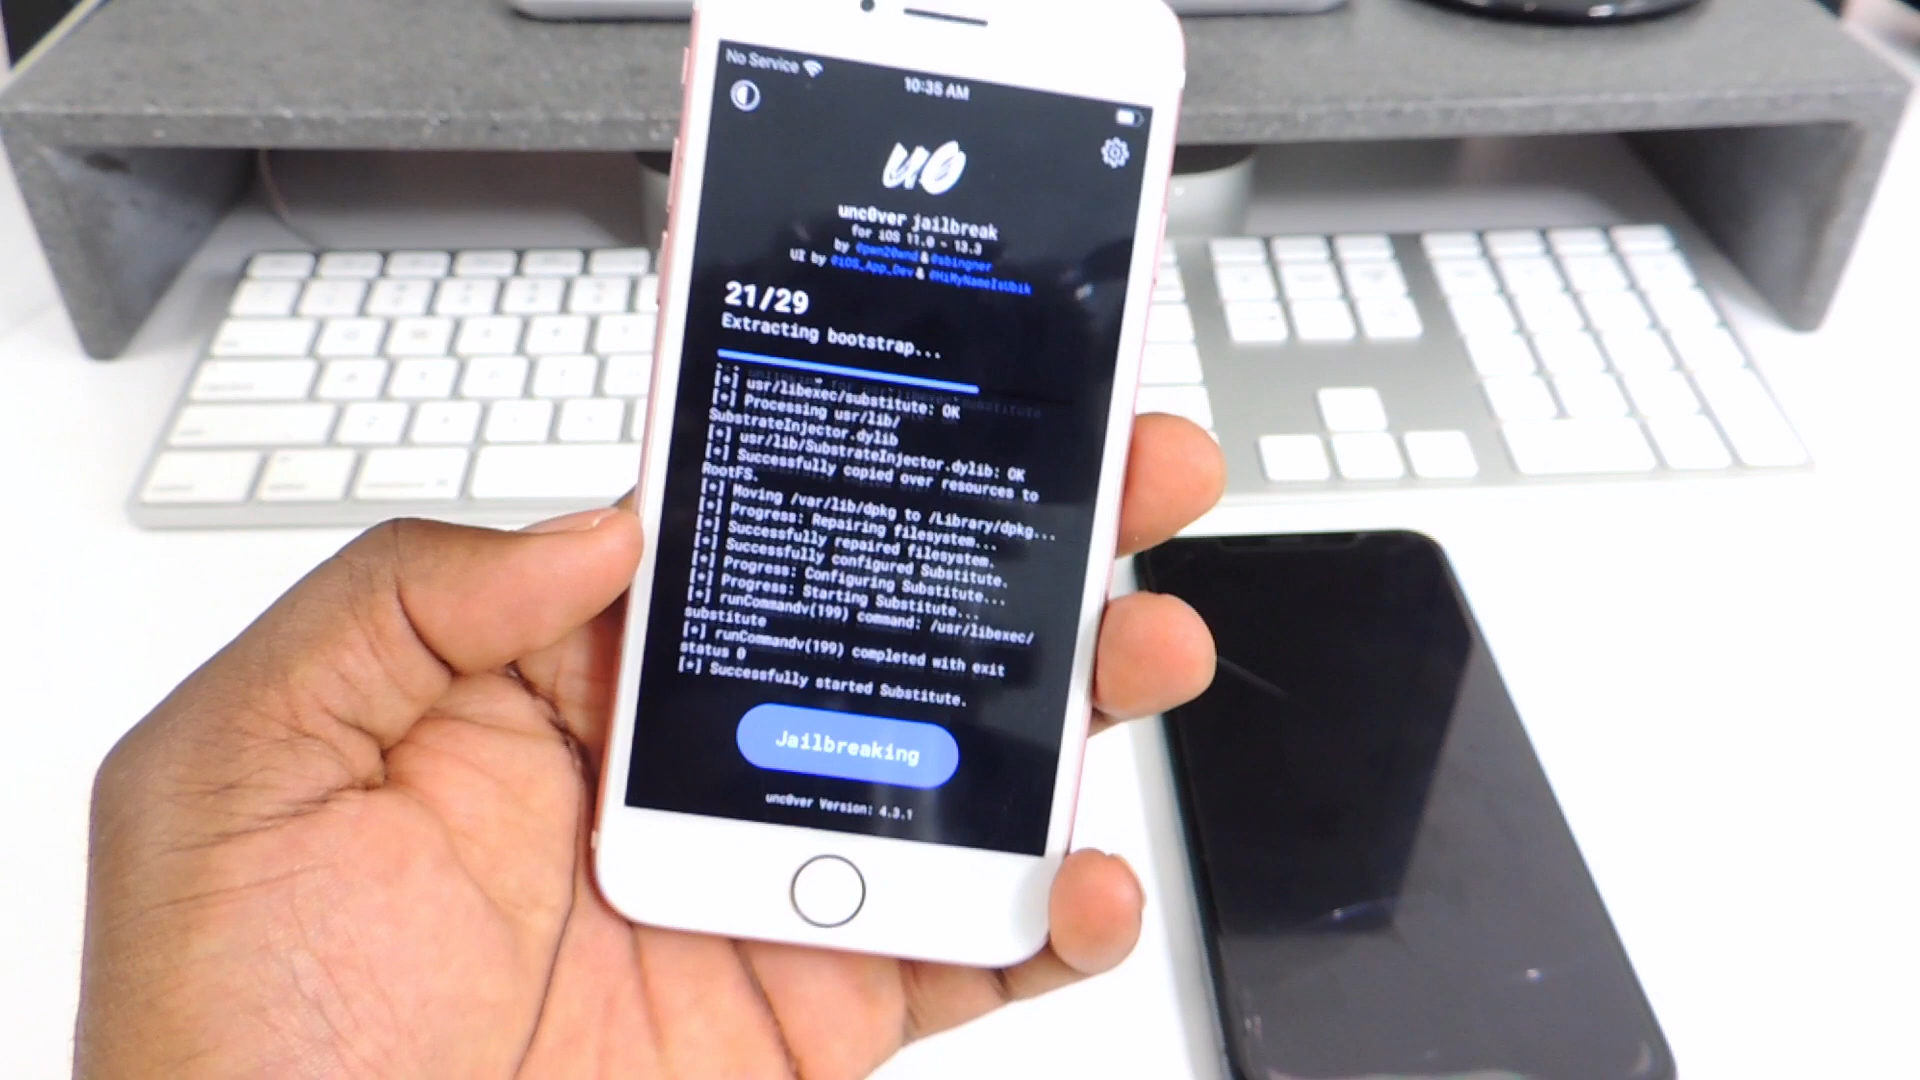 No Service
10:35 AM
u0
unc0ver jailbreak
for iOS 11.0 - 13.3
by @pwn20wnd & @sbingner
UI by @iOS_App_Dev & @HiMyNameIsUbik
21/29
Extracting bootstrap...
[*] usr/libexec/substitute: OK
[*] Processing usr/lib/
SubstrateInjector.dylib
[*] usr/lib/SubstrateInjector.dylib: OK
[*] Successfully copied over resources to
RootFS.
[*] Moving /var/lib/dpkg to /Library/dpkg...
[*] Progress: Repairing filesystem...
[*] Successfully repaired filesystem.
[*] Successfully configured Substitute.
[*] Progress: Configuring Substitute...
[*] Progress: Starting Substitute...
[*] runCommandv(199) command: /usr/libexec/
substitute
[*] runCommandv(199) completed with exit
status 0
[*] Successfully started Substitute.
Jailbreaking
unc0ver Version: 4.3.1